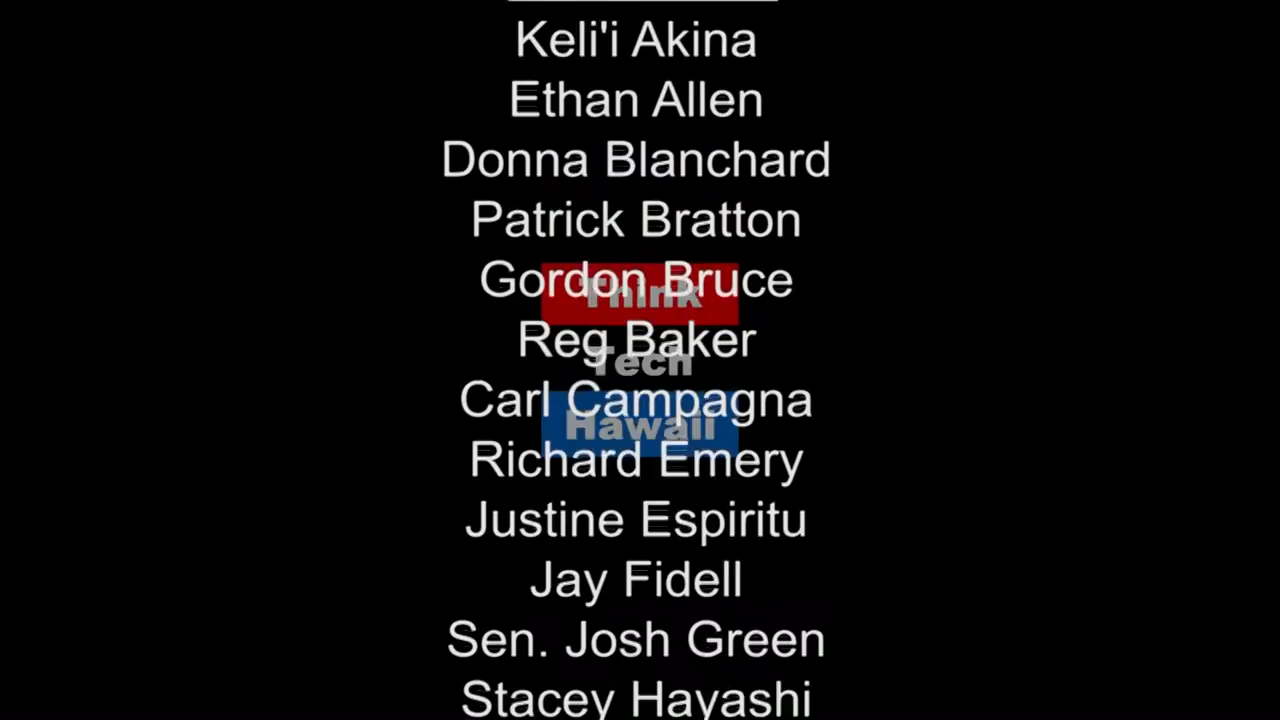 Keli'i Akina
Ethan Allen
Donna Blanchard
Patrick Bratton
Gordon Bruce
Think
Reg Baker
Tech
Carl Campagna
Hawaii
Richard Emery
Justine Espiritu
Jay Fidell
Sen. Josh Green
Stacey Hayashi